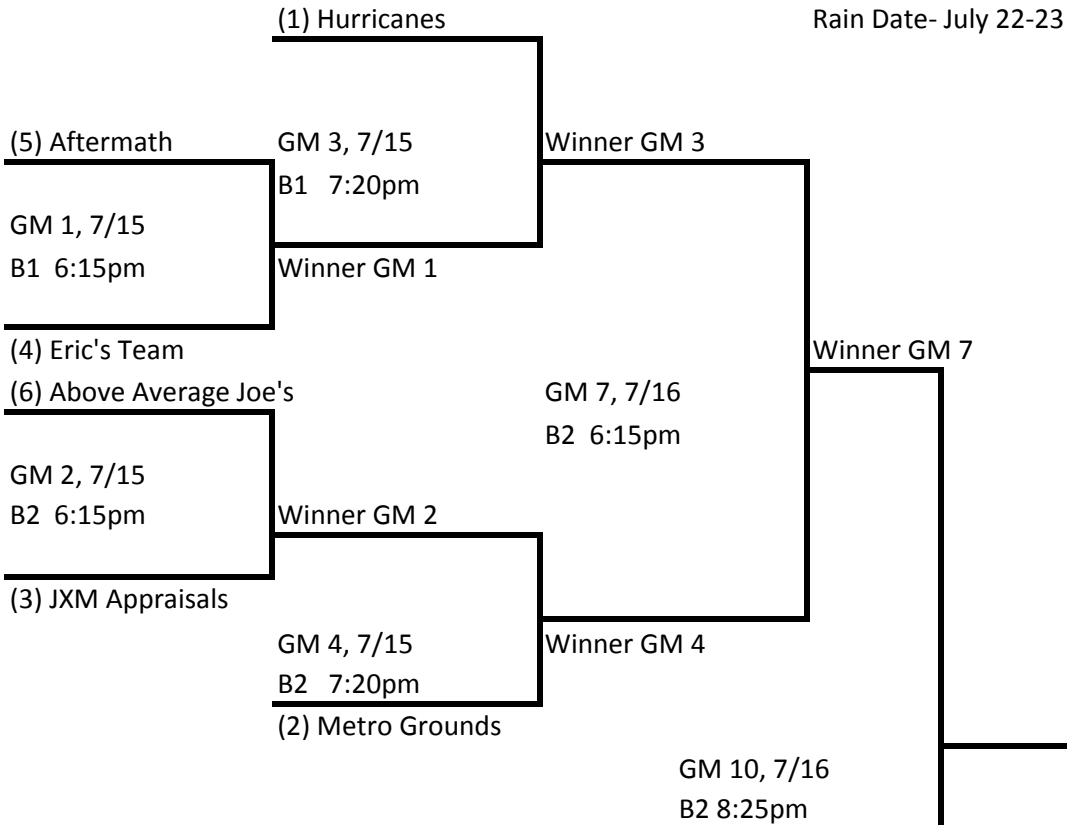 (1) Hurricanes
Rain Date- July 22-23
(5) Aftermath
GM 3, 7/15
Winner GM 3
B1 7:20pm
GM 1, 7/15
B1 6:15pm
Winner GM 1
(4) Eric's Team
Winner GM 7
(6) Above Average Joe's
GM 7, 7/16
B2 6:15pm
GM 2, 7/15
B2 6:15pm
Winner GM 2
(3) JXM Appraisals
GM 4, 7/15
Winner GM 4
B2 7:20pm
(2) Metro Grounds
GM 10, 7/16
B2 8:25pm